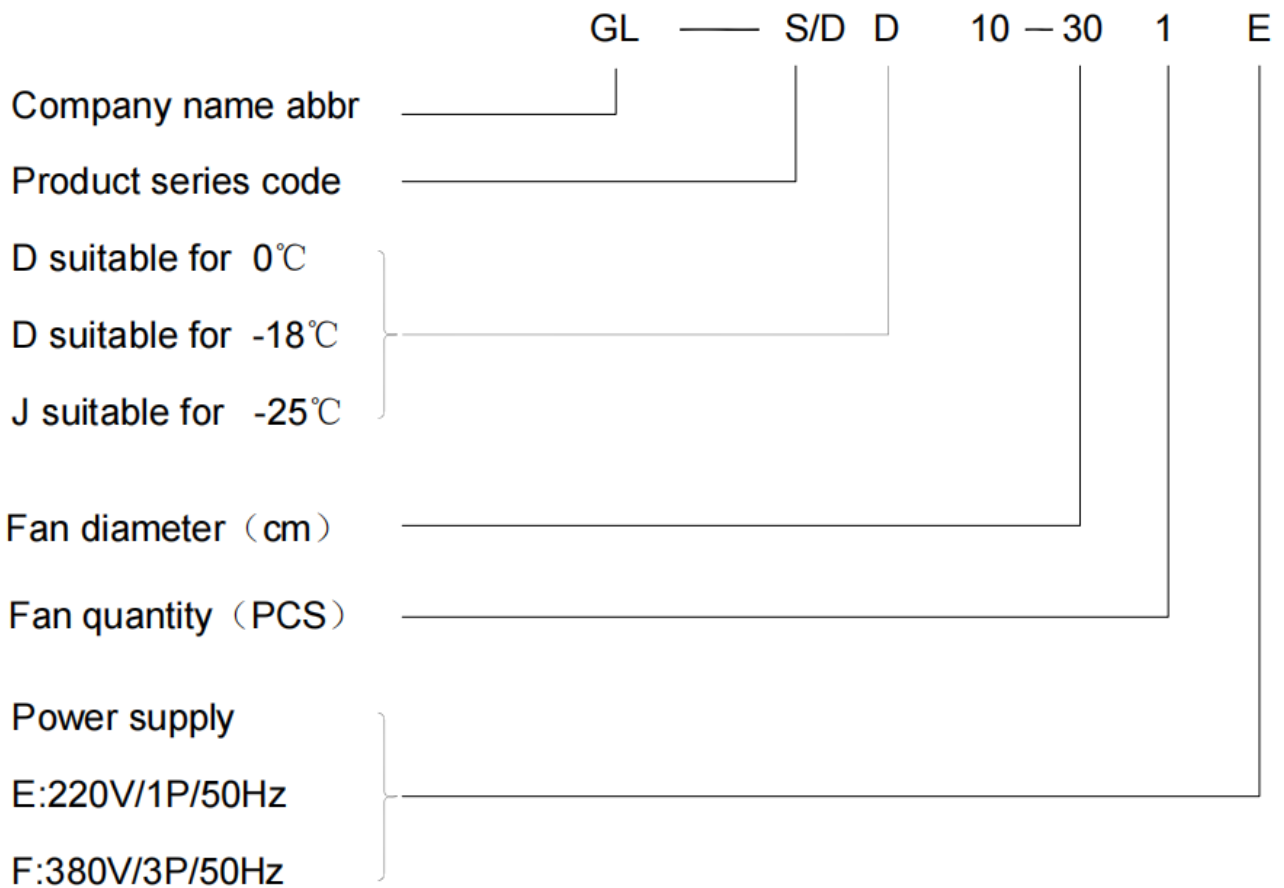 GL — S/D D 10 — 30 1 E
Company name abbr
Product series code
D suitable for 0℃
D suitable for -18℃
J suitable for -25℃
Fan diameter（cm）
Fan quantity（PCS）
Power supply
E:220V/1P/50Hz
F:380V/3P/50Hz